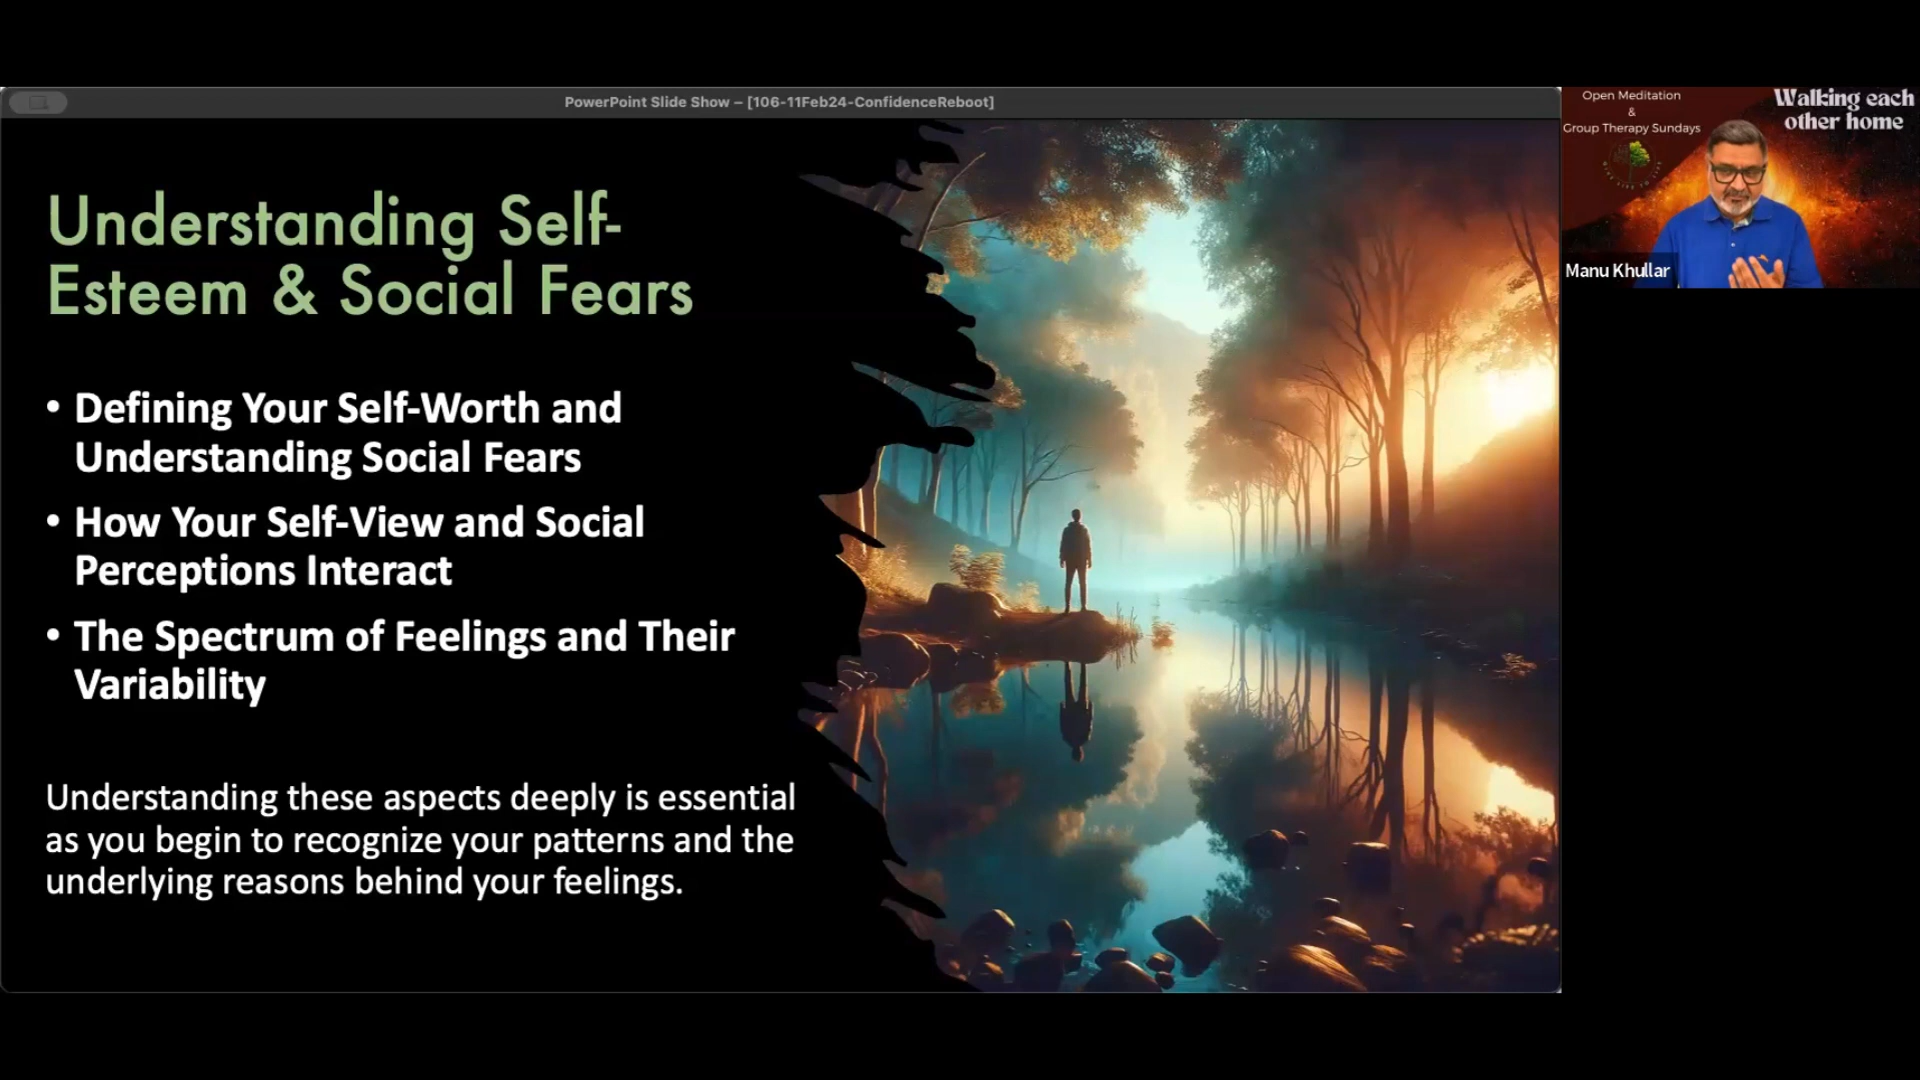 PowerPoint Slide Show – [106-11Feb24-ConfidenceReboot]
Understanding Self-
Esteem & Social Fears
• Defining Your Self-Worth and
Understanding Social Fears
• How Your Self-View and Social
Perceptions Interact
• The Spectrum of Feelings and Their
Variability
Understanding these aspects deeply is essential
as you begin to recognize your patterns and the
underlying reasons behind your feelings.
Open Meditation
&
Group Therapy Sundays
Walking each
other home
Manu Khullar